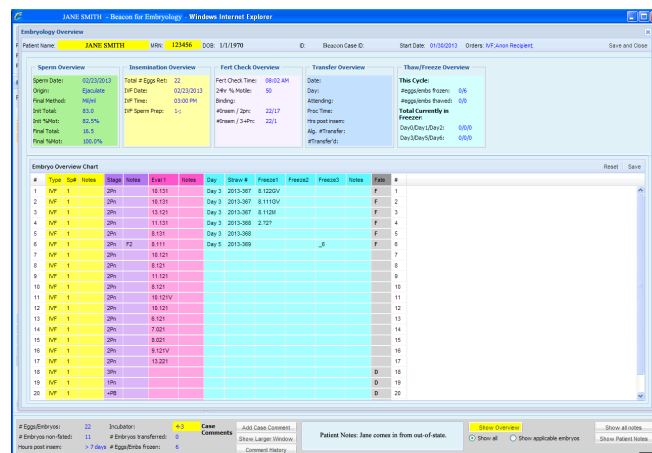 JANE SMITH - Beacon for Embryology - Windows Internet Explorer
Embryology Overview
Patient Name: JANE SMITH MRN: 123456 DOB: 1/1/1970 ID: Beacon Case ID: Start Date: 01/30/2013 Orders: IVF;Anon Recipient; Save and Close
Sperm Overview Insemination Overview Fert Check Overview Transfer Overview Thaw/Freeze Overview
Sperm Date: 02/23/2013 Total # Eggs Ret: 22 Fert Check Time: 08:02 AM Date: This Cycle:
Origin: Ejaculate IVF Date: 02/23/2013 24hr % Motile: 50 Day: #eggs/embs frozen: 0/6
Final Method: Mi/ml IVF Time: 03:00 PM Binding: Attending: #eggs/embs thawed: 0/0
Init Total: 83.0 IVF Sperm Prep: 1-; #Insem / 2pn: 22/17 Proc Time: Total Currently in
Init %Mot: 82.5% #Insem / 3+Pn: 22/1 Hrs post insem: Freezer:
Final Total: 16.5 Alg. #Transfer: Day0/Day1/Day2: 0/0/0
Final %Mot: 100.0% #Transfer'd: Day3/Day5/Day6: 0/0/0
Embryo Overview Chart Reset Save
# Type Sp# Notes Stage Notes Eval 1 Notes Day Straw # Freeze1 Freeze2 Freeze3 Notes Fate #
1 IVF 1 2Pn 10.131 Day 3 2013-367 8.122GV F 1
2 IVF 1 2Pn 10.131 Day 3 2013-367 8.111GV F 2
3 IVF 1 2Pn 13.121 Day 3 2013-367 8.112M F 3
4 IVF 1 2Pn 11.131 Day 3 2013-368 2.?2? F 4
5 IVF 1 2Pn 8.131 Day 3 2013-368 F 5
6 IVF 1 2Pn F2 8.111 Day 5 2013-369 _6 F 6
7 IVF 1 2Pn 10.121 7
8 IVF 1 2Pn 8.121 8
9 IVF 1 2Pn 11.121 9
10 IVF 1 2Pn 8.121 10
11 IVF 1 2Pn 10.121V 11
12 IVF 1 2Pn 10.121 12
13 IVF 1 2Pn 8.121 13
14 IVF 1 2Pn 7.021 14
15 IVF 1 2Pn 8.021 15
16 IVF 1 2Pn 9.121V 16
17 IVF 1 2Pn 13.221 17
18 IVF 1 3Pn D 18
19 IVF 1 1Pn D 19
20 IVF 1 +PB D 20
# Eggs/Embryos: 22 Incubator: +-3 Case Comments Add Case Comment Show Overview Show all notes
# Embryos non-fated: 11 # Embryos transferred: 0 Show Larger Window Patient Notes: Jane comes in from out-of-state. Show all Show applicable embryos Show Patient Notes
Hours post insem: > 7 days # Eggs/Embs frozen: 6 Comment History